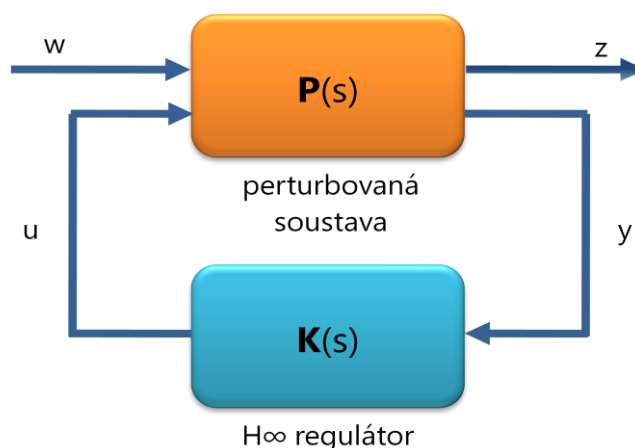 w
z
P(s)
perturbovaná
soustava
u
y
K(s)
H∞ regulátor